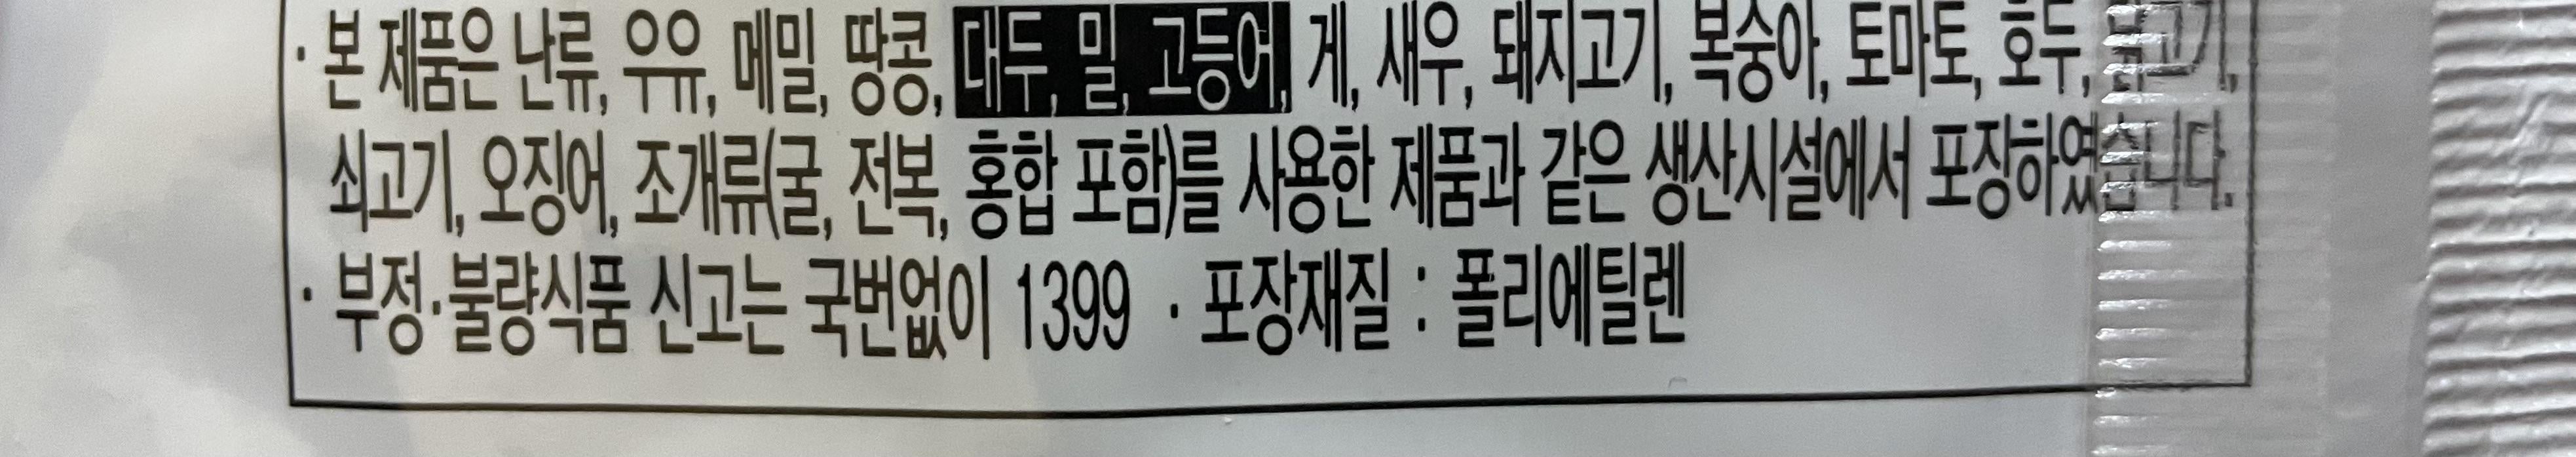 · 본 제품은 난류, 우유, 메밀, 땅콩, 대두, 밀, 고등어, 게, 새우, 돼지고기, 복숭아, 토마토, 호두,
쇠고기, 오징어, 조개류(굴, 전복, 홍합 포함)를 사용한 제품과 같은 생산시설에서 포장하였습니다.
· 부정·불량식품 신고는 국번없이 1399 · 포장재질 : 폴리에틸렌